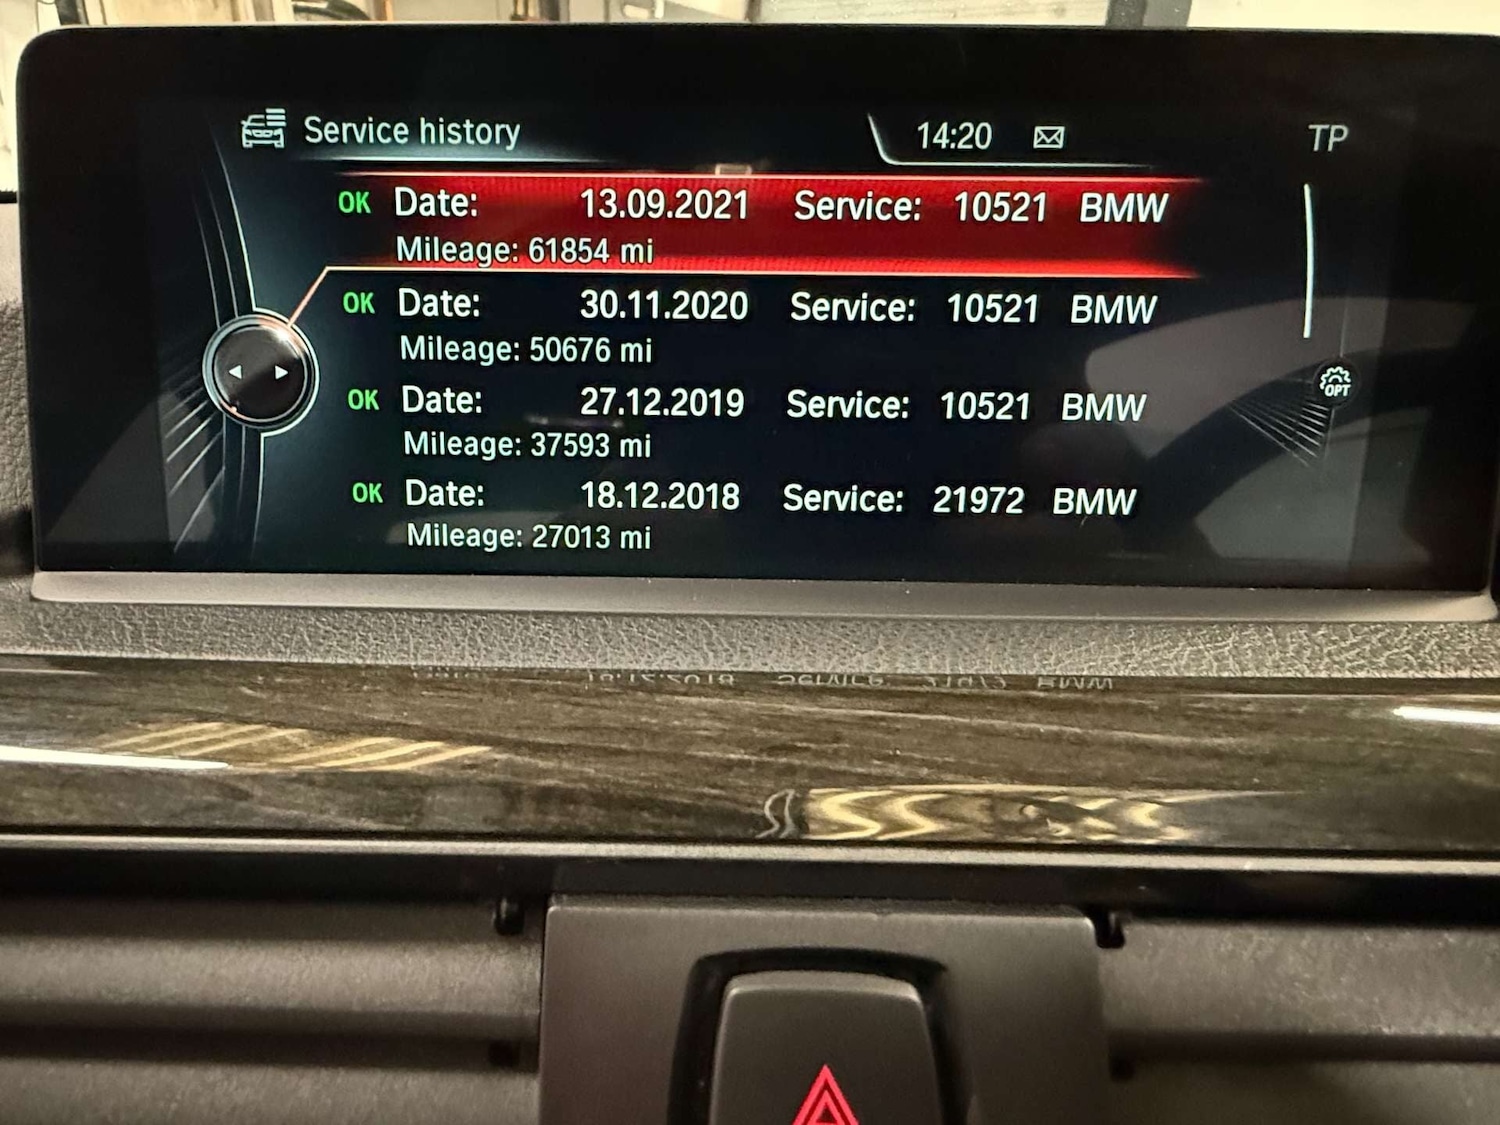 Service history 14:20 TP
OK Date: 13.09.2021 Service: 10521 BMW
Mileage: 61854 mi
OK Date: 30.11.2020 Service: 10521 BMW
Mileage: 50676 mi
OPT
OK Date: 27.12.2019 Service: 10521 BMW
Mileage: 37593 mi
OK Date: 18.12.2018 Service: 21972 BMW
Mileage: 27013 mi